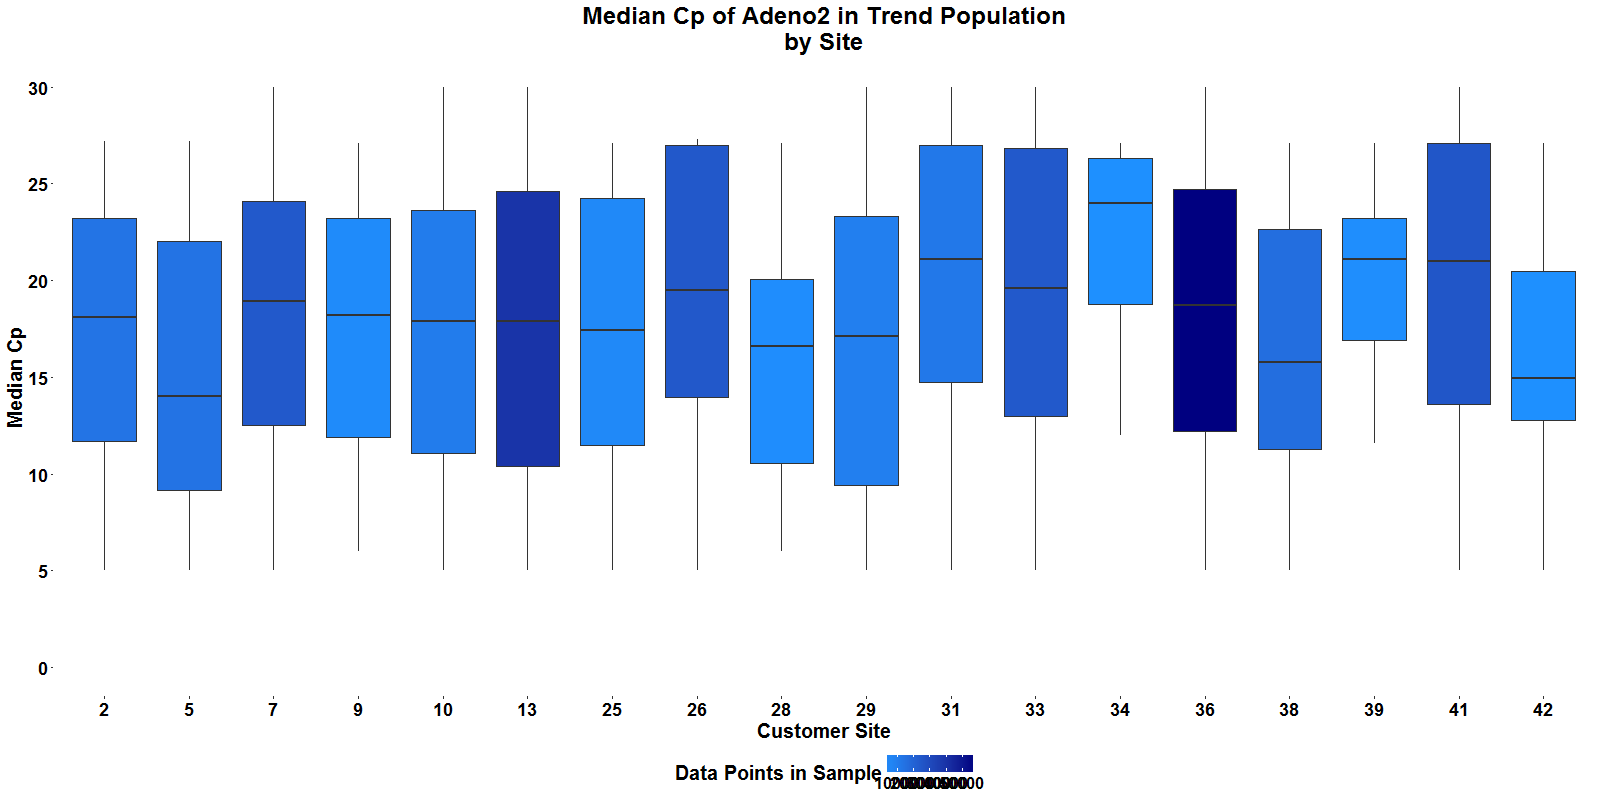 Median Cp of Adeno2 in Trend Population
by Site
30
25
20
15
10
5
0
Median Cp
2 5 7 9 10 13 25 26 28 29 31 33 34 36 38 39 41 42
Customer Site
Data Points in Sample